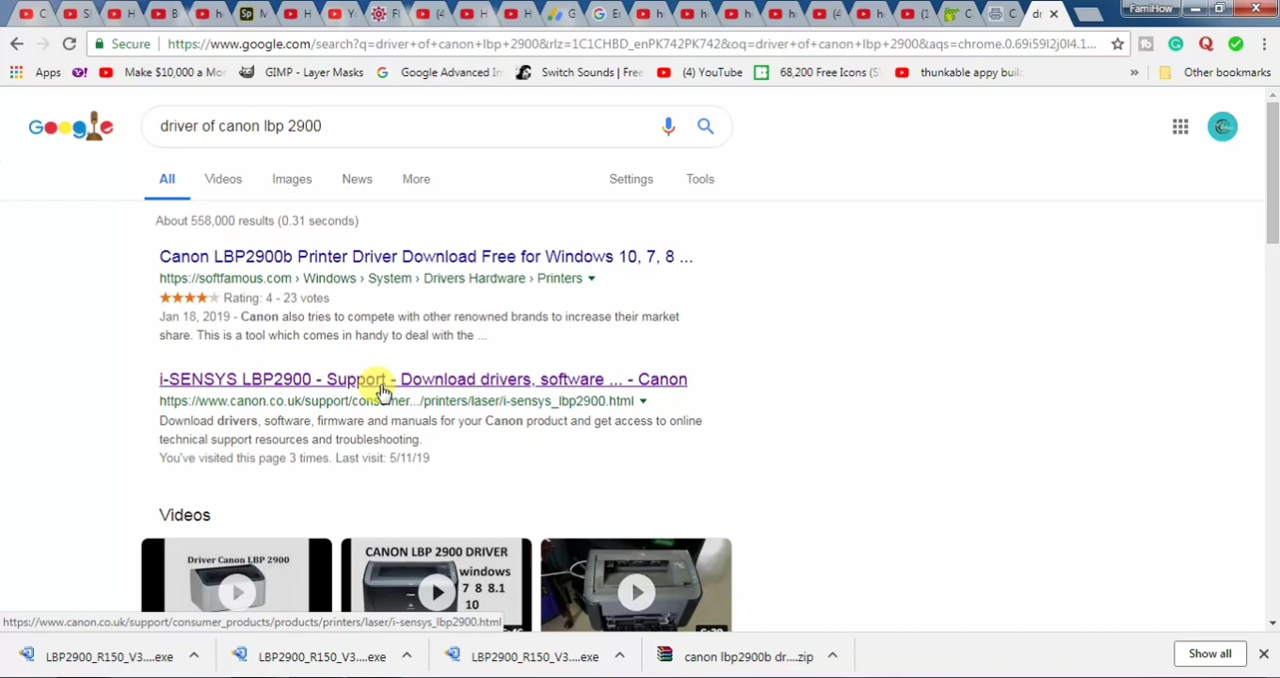 FamiHow
Secure https://www.google.com/search?q=driver+of+canon+lbp+2900&rlz=1C1CHBD_enPK742PK742&oq=driver+of+canon+lbp+2900&aqs=chrome.0.69i59l2j0l4.1...
Apps Make $10,000 a Mo GIMP - Layer Masks Google Advanced In Switch Sounds | Free (4) YouTube 68,200 Free Icons (S thunkable appy buil » Other bookmarks
Google
driver of canon lbp 2900
All Videos Images News More Settings Tools
About 558,000 results (0.31 seconds)
Canon LBP2900b Printer Driver Download Free for Windows 10, 7, 8 ...
https://softfamous.com › Windows › System › Drivers Hardware › Printers
Rating: 4 - 23 votes
Jan 18, 2019 - Canon also tries to compete with other renowned brands to increase their market
share. This is a tool which comes in handy to deal with the ...
i-SENSYS LBP2900 - Support - Download drivers, software ... - Canon
https://www.canon.co.uk/support/consumer.../printers/laser/i-sensys_lbp2900.html
Download drivers, software, firmware and manuals for your Canon product and get access to online
technical support resources and troubleshooting.
You've visited this page 3 times. Last visit: 5/11/19
Videos
Driver Canon LBP 2900
CANON LBP 2900 DRIVER
windows
7 8 8.1
10
https://www.canon.co.uk/support/consumer_products/products/printers/laser/i-sensys_lbp2900.html
LBP2900_R150_V3....exe LBP2900_R150_V3....exe LBP2900_R150_V3....exe canon lbp2900b dr....zip Show all